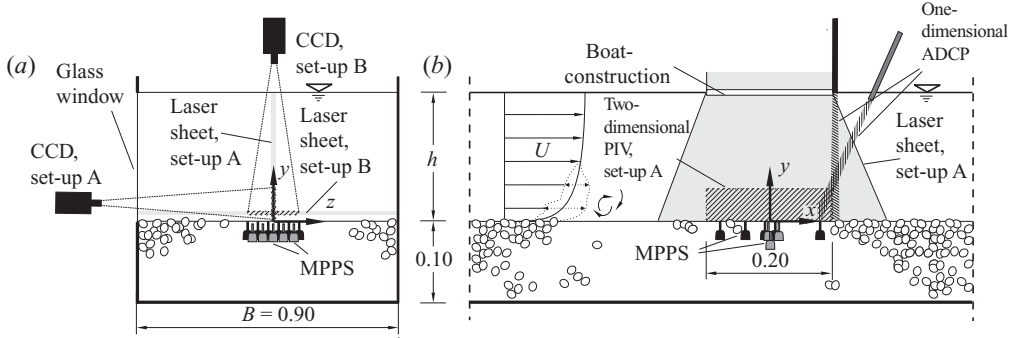 (a)
Glass
window
CCD,
set-up A
CCD,
set-up B
Laser
sheet,
set-up A
Laser
sheet,
set-up B
y
z
MPPS
B = 0.90
h
0.10
(b)
Boat-
construction
One-
dimensional
ADCP
U
Two-
dimensional
PIV,
set-up A
Laser
sheet,
set-up A
y
x
MPPS
0.20